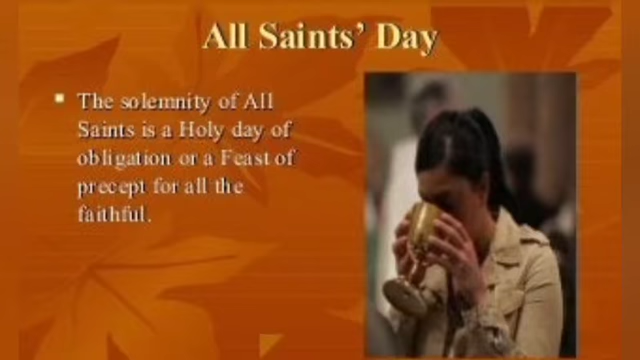 All Saints’ Day
The solemnity of All
Saints is a Holy day of
obligation or a Feast of
precept for all the
faithful.